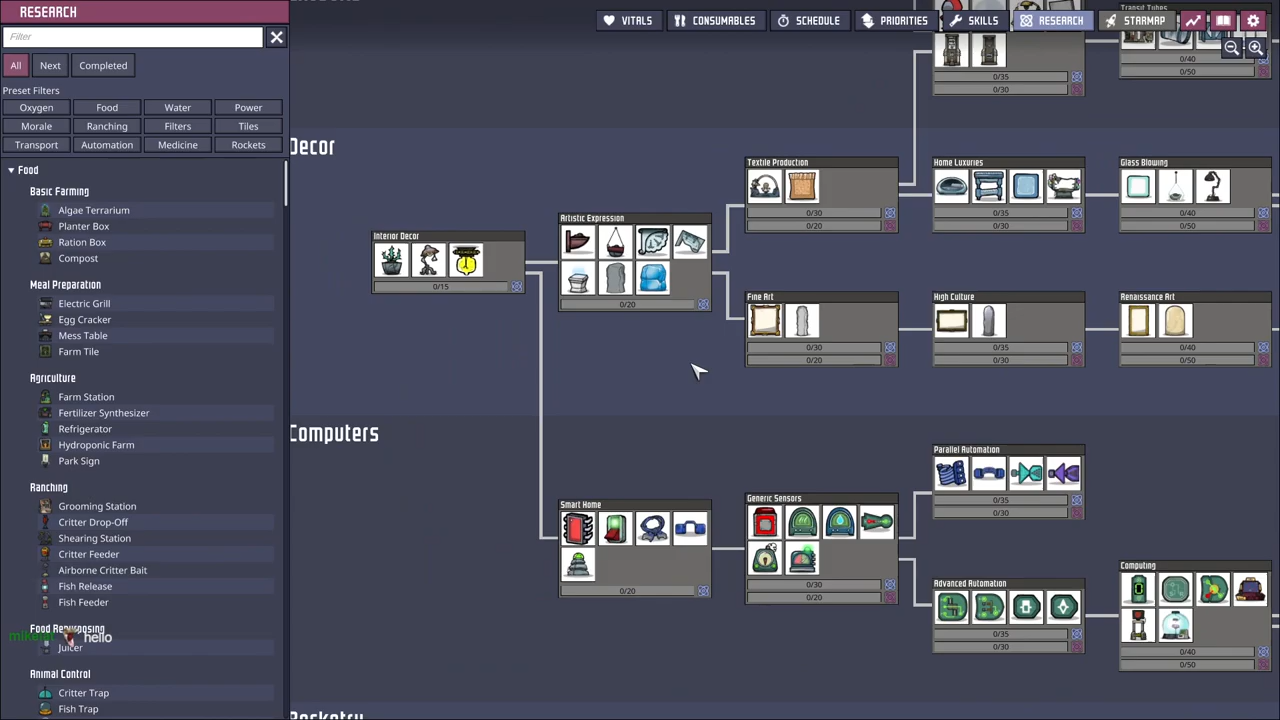 RESEARCH
Filter
All
Next
Completed
Preset Filters
Oxygen
Food
Water
Power
Morale
Ranching
Filters
Tiles
Transport
Automation
Medicine
Rockets
Food
Basic Farming
Algae Terrarium
Planter Box
Ration Box
Compost
Meal Preparation
Electric Grill
Egg Cracker
Mess Table
Farm Tile
Agriculture
Farm Station
Fertilizer Synthesizer
Refrigerator
Hydroponic Farm
Park Sign
Ranching
Grooming Station
Critter Drop-Off
Shearing Station
Critter Feeder
Airborne Critter Bait
Fish Release
Fish Feeder
Food Repurposing
hello
Juicer
Animal Control
Critter Trap
Fish Trap
VITALS
CONSUMABLES
SCHEDULE
PRIORITIES
SKILLS
RESEARCH
STARMAP
Transit Tubes
0/35
0/30
0/40
0/50
Decor
Interior Decor
0/15
Artistic Expression
0/20
Textile Production
0/30
0/20
Home Luxuries
0/35
0/30
Glass Blowing
0/40
0/50
Fine Art
0/30
0/20
High Culture
0/35
0/30
Renaissance Art
0/40
0/50
Computers
Smart Home
0/20
Generic Sensors
0/30
0/20
Parallel Automation
0/35
0/30
Advanced Automation
0/35
0/30
Computing
0/40
0/50
Rocketry